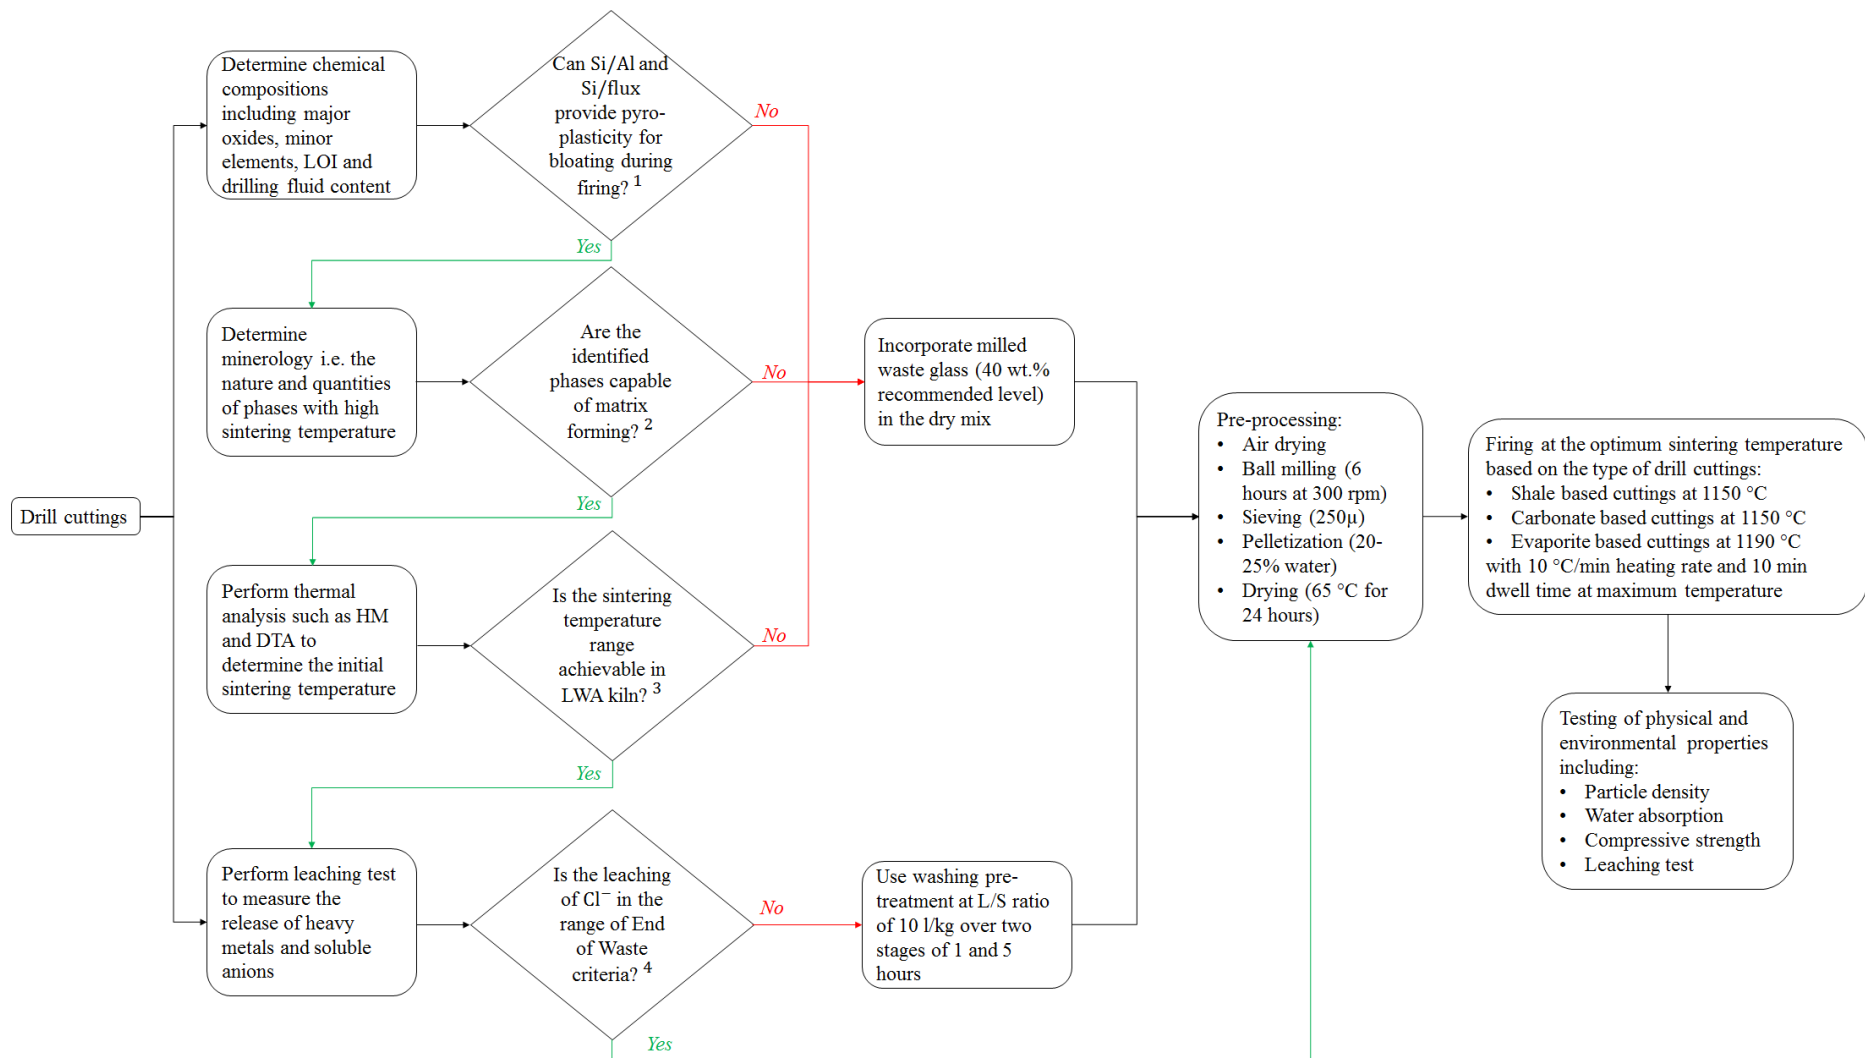 Drill cuttings
Determine chemical
compositions
including major
oxides, minor
elements, LOI and
drilling fluid content
Can Si/Al and
Si/flux
provide pyro-
plasticity for
bloating during
firing? 1
No
Yes
Determine
minerology i.e. the
nature and quantities
of phases with high
sintering temperature
Are the
identified
phases capable
of matrix
forming? 2
No
Yes
Incorporate milled
waste glass (40 wt.%
recommended level)
in the dry mix
Perform thermal
analysis such as HM
and DTA to
determine the initial
sintering temperature
Is the sintering
temperature
range
achievable in
LWA kiln? 3
No
Yes
Perform leaching test
to measure the
release of heavy
metals and soluble
anions
Is the leaching
of Cl⁻ in the
range of End
of Waste
criteria? 4
No
Yes
Use washing pre-
treatment at L/S ratio
of 10 l/kg over two
stages of 1 and 5
hours
Pre-processing:
• Air drying
• Ball milling (6
hours at 300 rpm)
• Sieving (250µ)
• Pelletization (20-
25% water)
• Drying (65 °C for
24 hours)
Firing at the optimum sintering temperature
based on the type of drill cuttings:
• Shale based cuttings at 1150 °C
• Carbonate based cuttings at 1150 °C
• Evaporite based cuttings at 1190 °C
with 10 °C/min heating rate and 10 min
dwell time at maximum temperature
Testing of physical and
environmental properties
including:
• Particle density
• Water absorption
• Compressive strength
• Leaching test